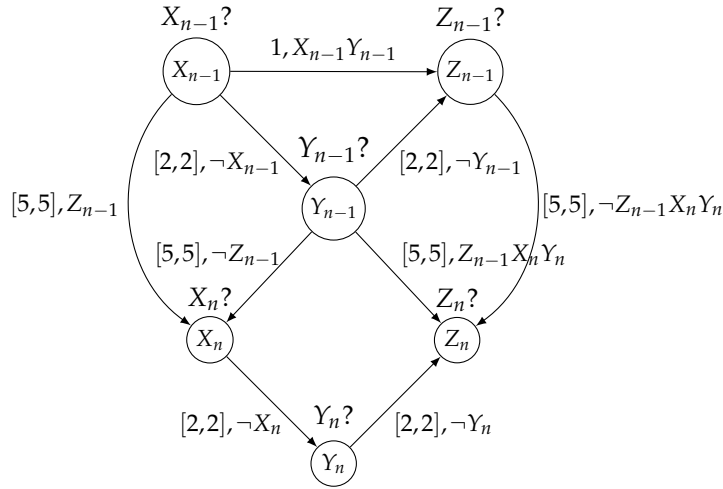 X_{n−1}? Z_{n−1}?
1, X_{n−1}Y_{n−1}
X_{n−1} Z_{n−1}
Y_{n−1}?
[2,2], ¬X_{n−1} [2,2], ¬Y_{n−1}
[5,5], Z_{n−1} Y_{n−1} [5,5], ¬Z_{n−1}X_nY_n
[5,5], ¬Z_{n−1} [5,5], Z_{n−1}X_nY_n
X_n? Z_n?
X_n Z_n
[2,2], ¬X_n Y_n? [2,2], ¬Y_n
Y_n